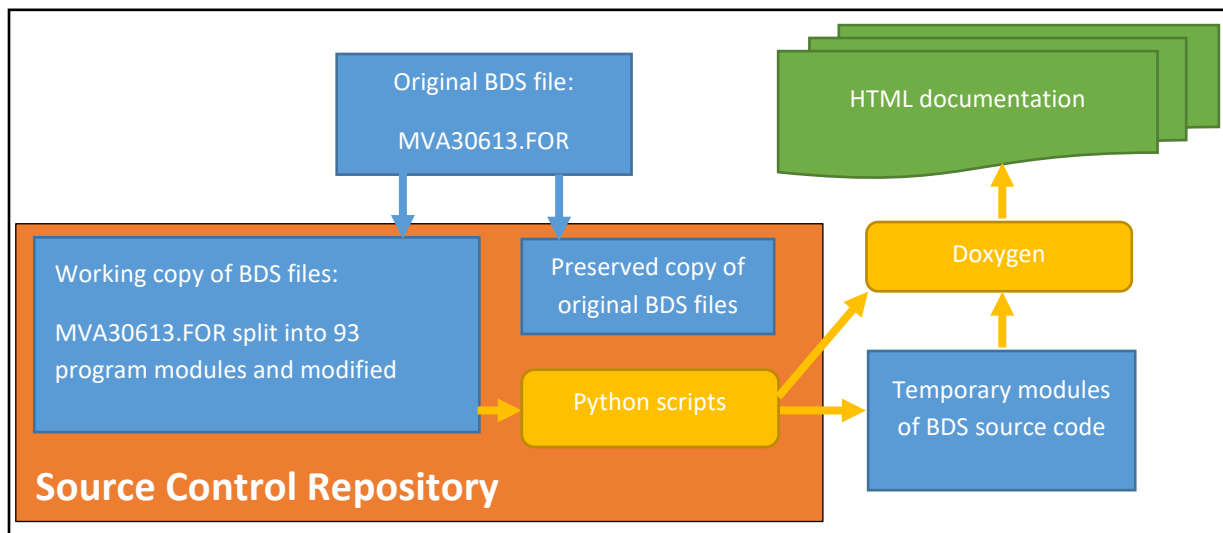 Original BDS file:
MVA30613.FOR
HTML documentation
Working copy of BDS files:
MVA30613.FOR split into 93
program modules and modified
Preserved copy of
original BDS files
Doxygen
Python scripts
Temporary modules
of BDS source code
Source Control Repository